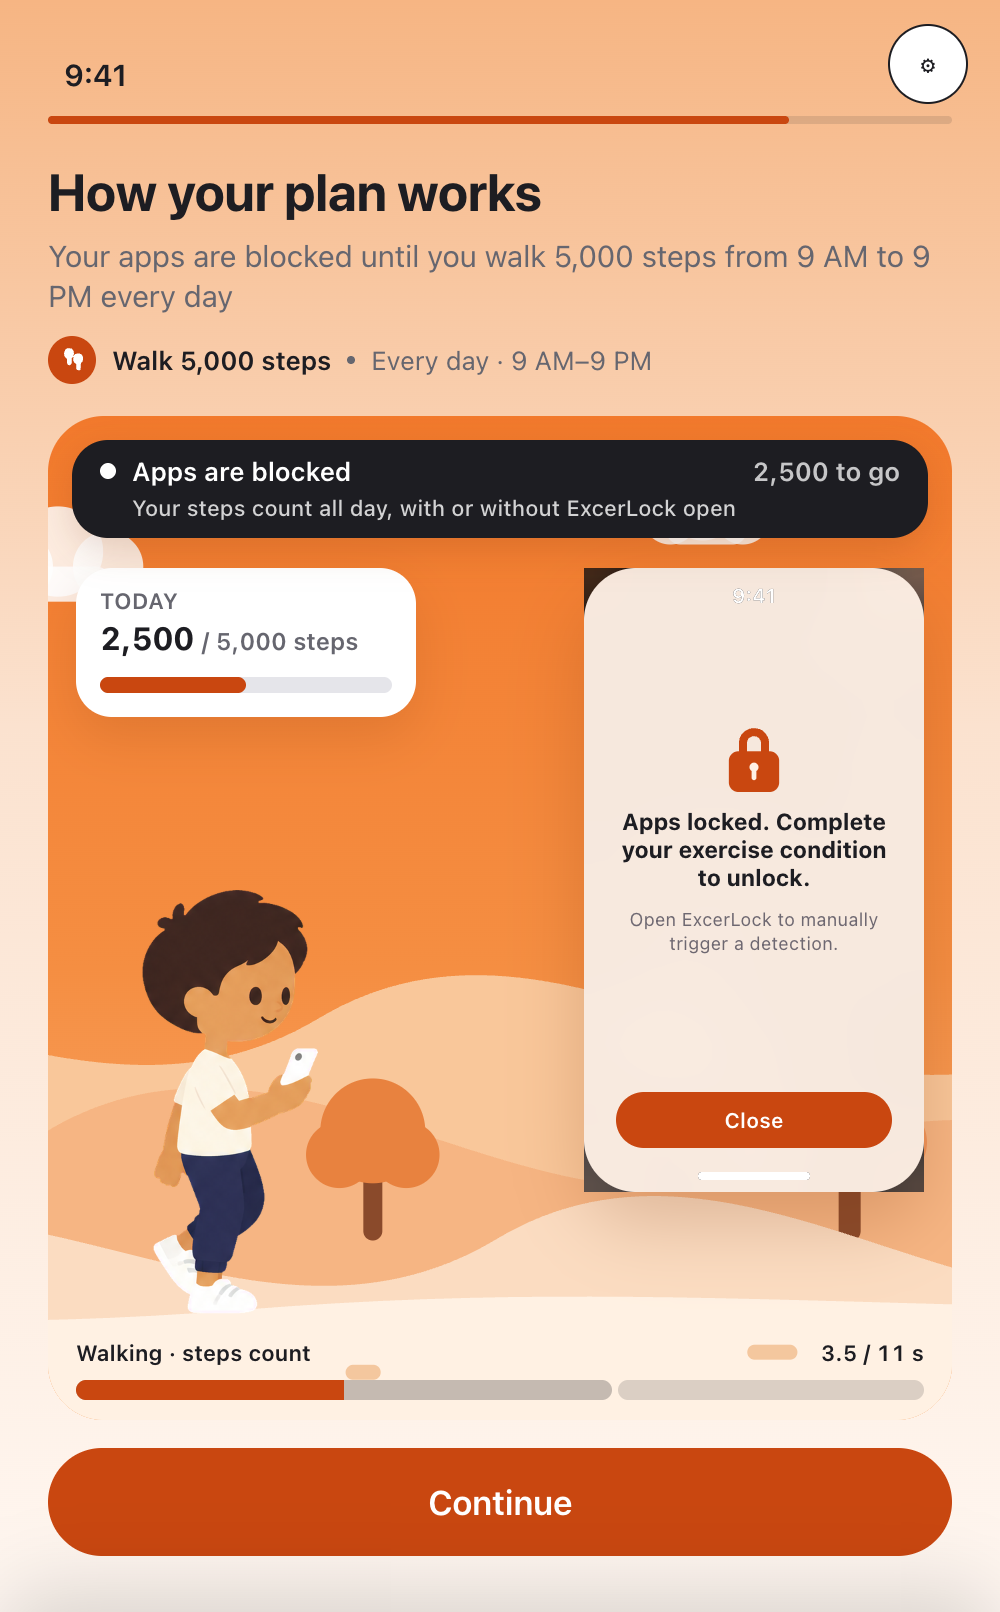 9:41
How your plan works
Your apps are blocked until you walk 5,000 steps from 9 AM to 9
PM every day
Walk 5,000 steps • Every day · 9 AM–9 PM
Apps are blocked 2,500 to go
Your steps count all day, with or without ExcerLock open
TODAY
2,500 / 5,000 steps
9:41
Apps locked. Complete
your exercise condition
to unlock.
Open ExcerLock to manually
trigger a detection.
Close
Walking · steps count 3.5 / 11 s
Continue